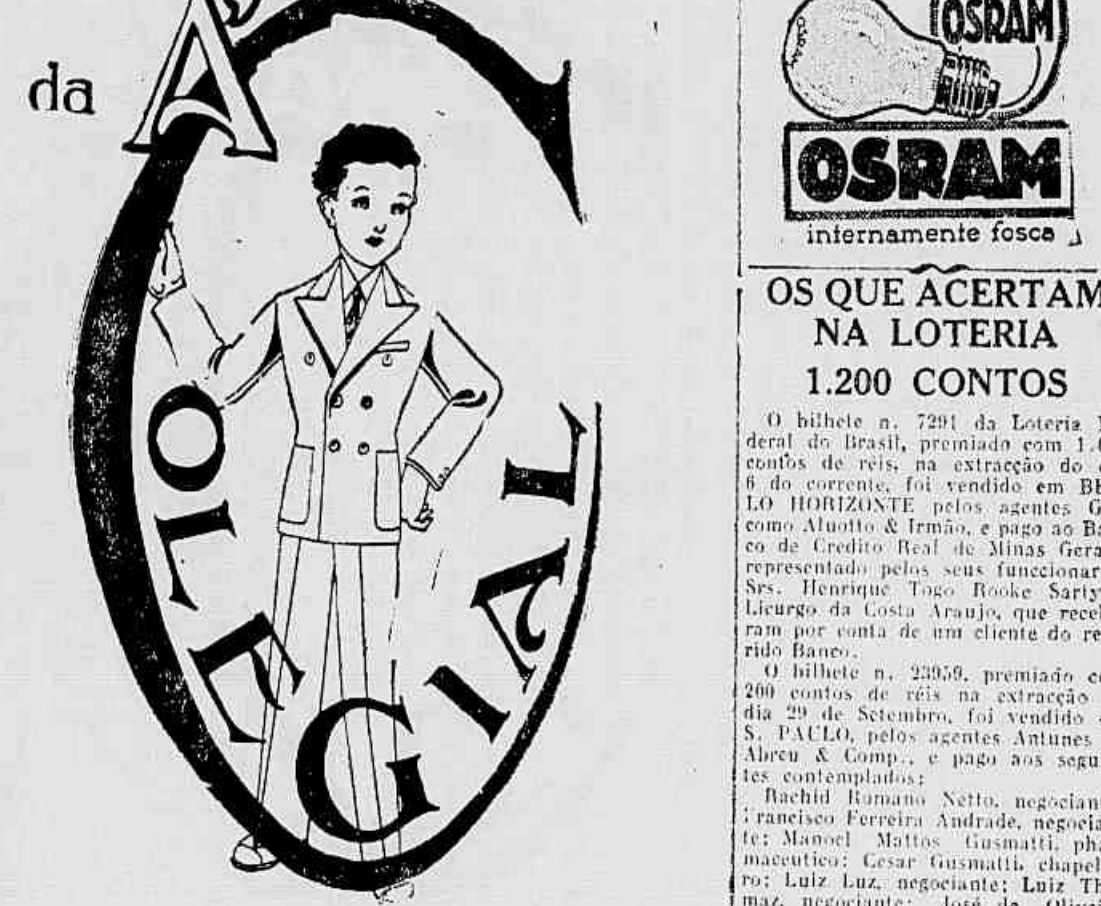 da
A
COLEGIAL
OSRAM
OSRAM
internamente fosca
OS QUE ACERTAM
NA LOTERIA
1.200 CONTOS
O bilhete n. 7291 da Loteria
deral do Brasil, premiado com
contos de réis, na extracção do
6 do corrente, foi vendido em
LO HORIZONTE pelos agentes
como Aluotto & Irmão, e pago ao
co de Credito Real de Minas
representado pelos seus
Srs. Henrique Togo Rooke
Licurgo da Costa Araujo, que
ram por conta de um cliente do
rido Banco.
O bilhete n. 23959, premiado
200 contos de réis na extracção
dia 29 de Setembro, foi vendido
S. PAULO, pelos agentes Antunes
Abreu & Comp., e pago aos
tes contemplados:
Rachid Romano Netto,
Francisco Ferreira Andrade,
te; Manoel Mattos Gusmatti,
maceutico; Cesar Gusmatti,
ro; Luiz Luz, negociante; Luiz
maz, negociante; José de